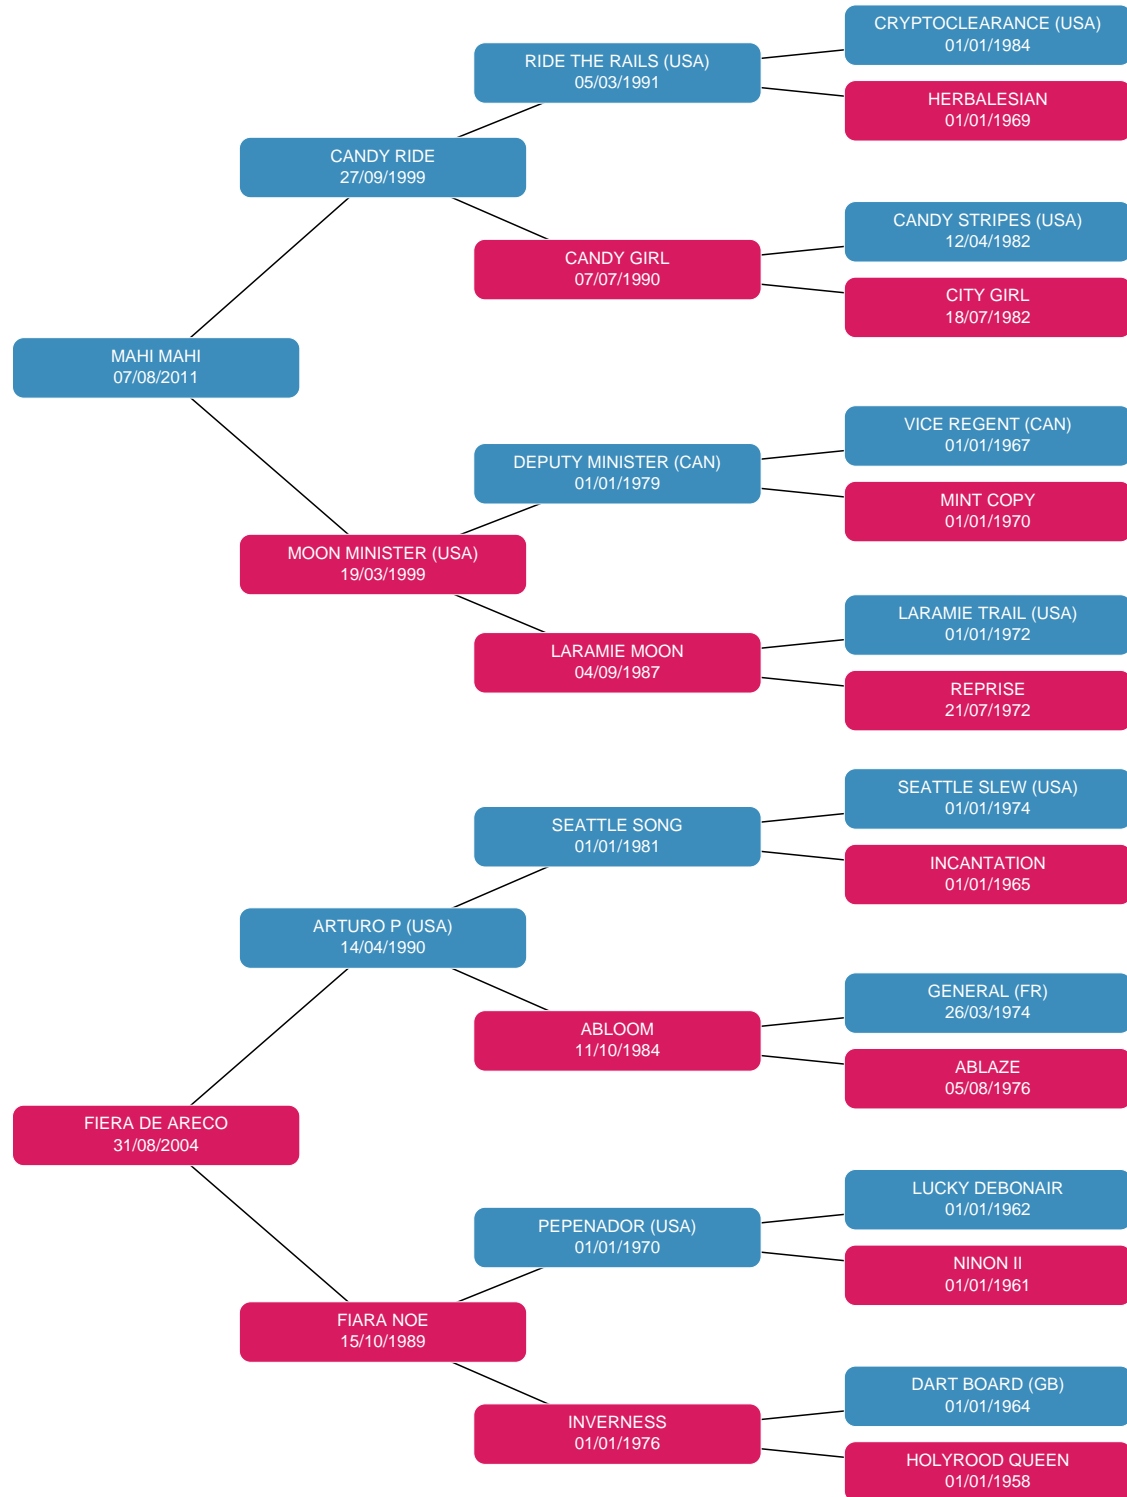 CRYPTOCLEARANCE (USA)
01/01/1984
RIDE THE RAILS (USA)
05/03/1991
HERBALESIAN
01/01/1969
CANDY RIDE
27/09/1999
CANDY STRIPES (USA)
12/04/1982
CANDY GIRL
07/07/1990
CITY GIRL
18/07/1982
MAHI MAHI
07/08/2011
VICE REGENT (CAN)
01/01/1967
DEPUTY MINISTER (CAN)
01/01/1979
MINT COPY
01/01/1970
MOON MINISTER (USA)
19/03/1999
LARAMIE TRAIL (USA)
01/01/1972
LARAMIE MOON
04/09/1987
REPRISE
21/07/1972
SEATTLE SLEW (USA)
01/01/1974
SEATTLE SONG
01/01/1981
INCANTATION
01/01/1965
ARTURO P (USA)
14/04/1990
GENERAL (FR)
26/03/1974
ABLOOM
11/10/1984
ABLAZE
05/08/1976
FIERA DE ARECO
31/08/2004
LUCKY DEBONAIR
01/01/1962
PEPENADOR (USA)
01/01/1970
NINON II
01/01/1961
FIARA NOE
15/10/1989
DART BOARD (GB)
01/01/1964
INVERNESS
01/01/1976
HOLYROOD QUEEN
01/01/1958